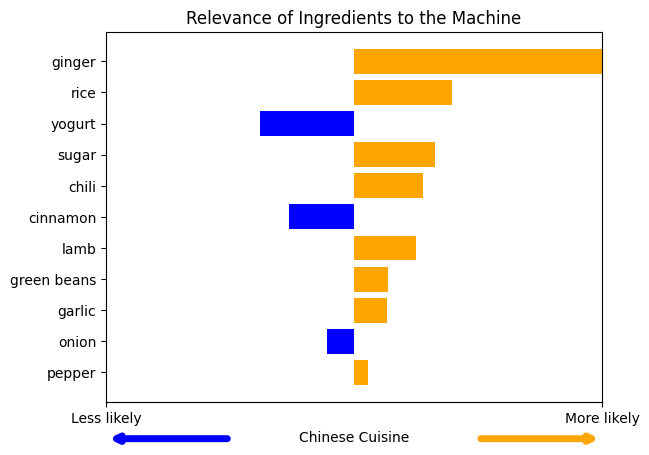 Relevance of Ingredients to the Machine
ginger
rice
yogurt
sugar
chili
cinnamon
lamb
green beans
garlic
onion
pepper
Less likely
More likely
Chinese Cuisine